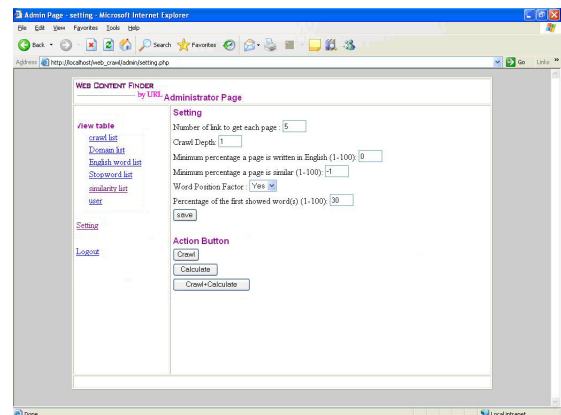 Admin Page - setting - Microsoft Internet Explorer
File Edit View Favorites Tools Help
Back Search Favorites
Address http://localhost/web_crawl/admin/setting.php Go Links »
WEB CONTENT FINDER
by URL
Administrator Page
View table
crawl list
Domain list
English word list
Stopword list
similarity list
user
Setting
Logout
Setting
Number of link to get each page : 5
Crawl Depth: 1
Minimum percentage a page is written in English (1-100): 0
Minimum percentage a page is similar (1-100): -1
Word Position Factor : Yes
Percentage of the first showed word(s) (1-100): 30
save
Action Button
Crawl
Calculate
Crawl+Calculate
Done Local intranet